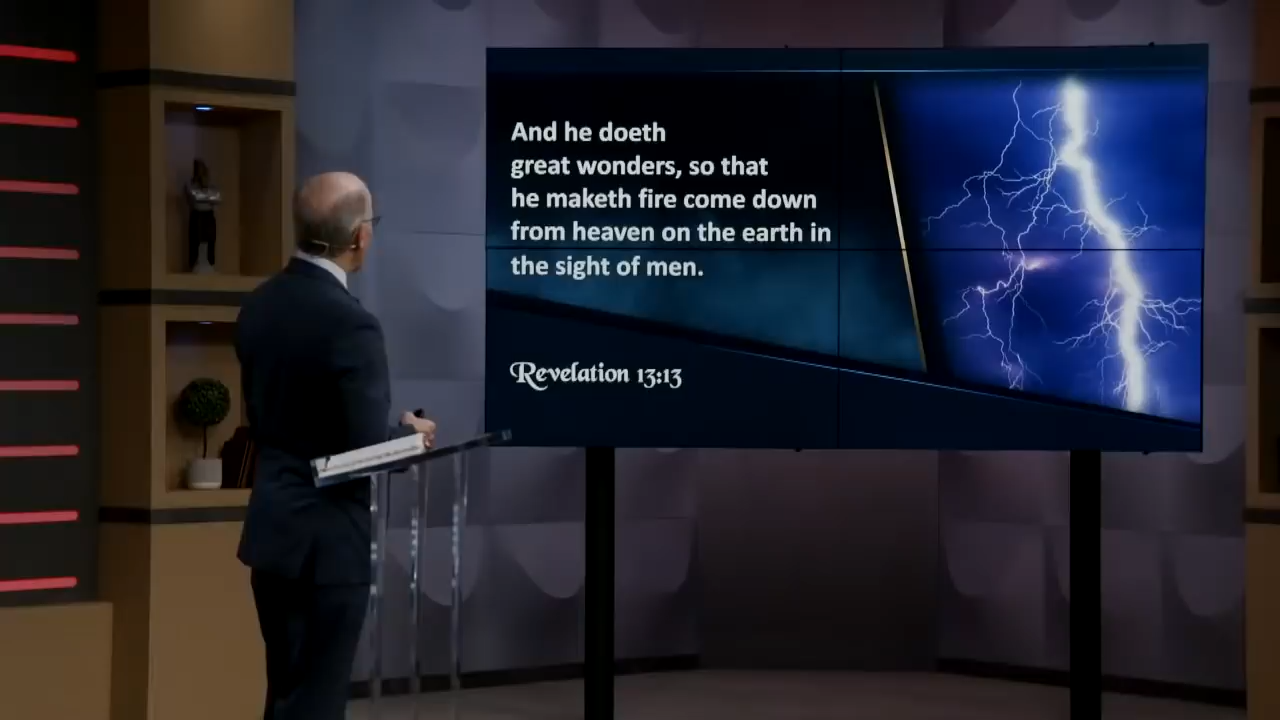 And he doeth
great wonders, so that
he maketh fire come down
from heaven on the earth in
the sight of men.
Revelation 13:13